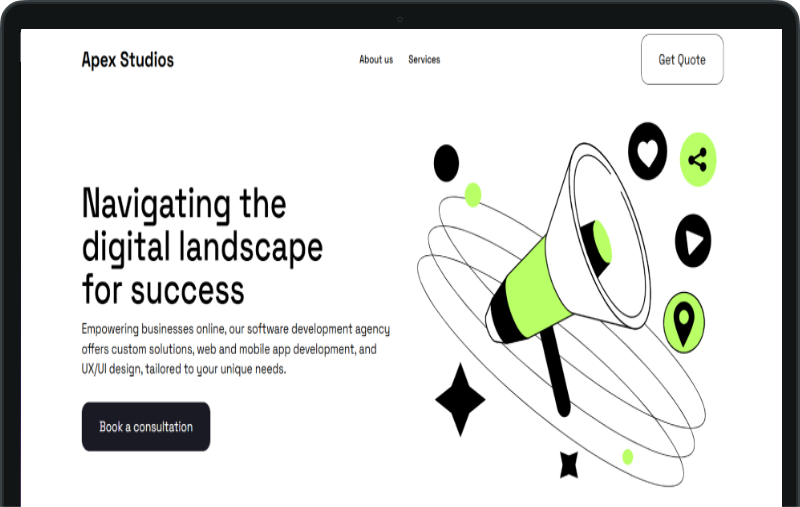 Apex Studios
About us
Services
Get Quote
Navigating the
digital landscape
for success
Empowering businesses online, our software development agency
offers custom solutions, web and mobile app development, and
UX/UI design, tailored to your unique needs.
Book a consultation